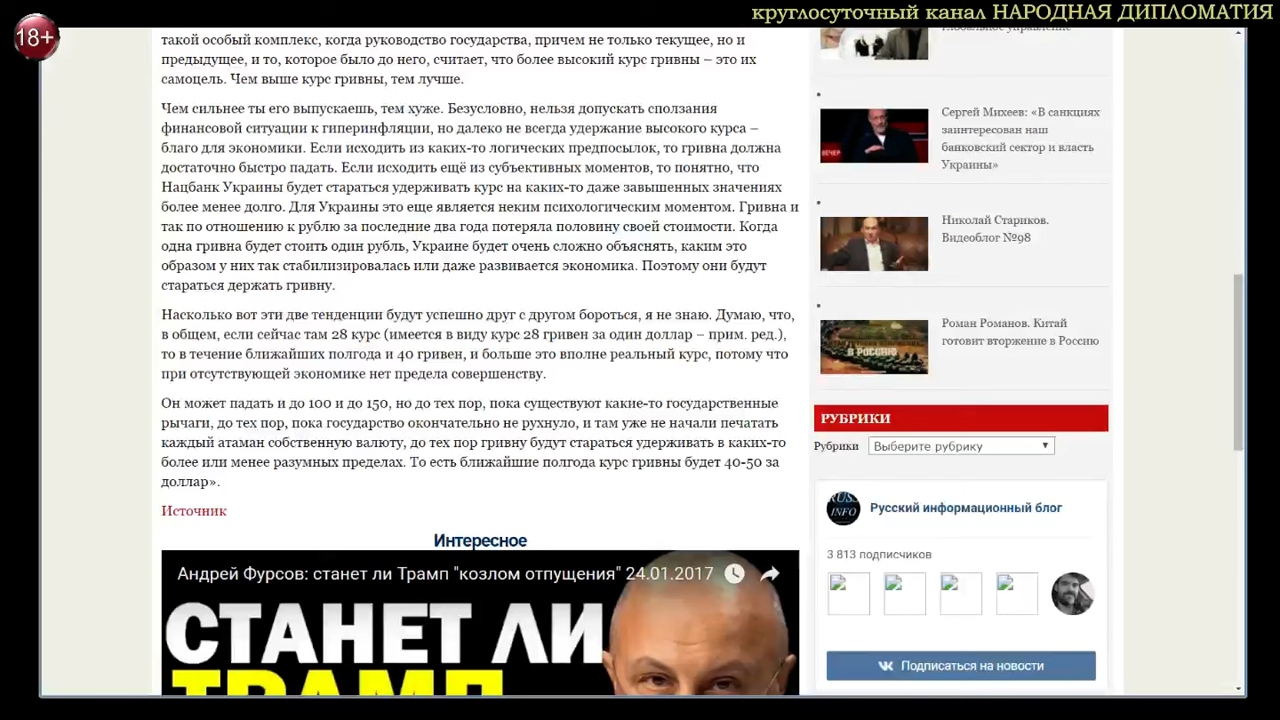 круглосуточный канал НАРОДНАЯ ДИПЛОМАТИЯ
18+
такой особый комплекс, когда руководство государства, причем не только текущее, но и
предыдущее, и то, которое было до него, считает, что более высокий курс гривны – это их
самоцель. Чем выше курс гривны, тем лучше.
Чем сильнее ты его выпускаешь, тем хуже. Безусловно, нельзя допускать сползания
финансовой ситуации к гиперинфляции, но далеко не всегда удержание высокого курса –
благо для экономики. Если исходить из каких-то логических предпосылок, то гривна должна
достаточно быстро падать. Если исходить ещё из субъективных моментов, то понятно, что
Нацбанк Украины будет стараться удерживать курс на каких-то даже завышенных значениях
более менее долго. Для Украины это еще является неким психологическим моментом. Гривна и
так по отношению к рублю за последние два года потеряла половину своей стоимости. Когда
одна гривна будет стоить один рубль, Украине будет очень сложно объяснять, каким это
образом у них так стабилизировалась или даже развивается экономика. Поэтому они будут
стараться держать гривну.
Насколько вот эти две тенденции будут успешно друг с другом бороться, я не знаю. Думаю, что,
в общем, если сейчас там 28 курс (имеется в виду курс 28 гривен за один доллар – прим. ред.),
то в течение ближайших полгода и 40 гривен, и больше это вполне реальный курс, потому что
при отсутствующей экономике нет предела совершенству.
Он может падать и до 100 и до 150, но до тех пор, пока существуют какие-то государственные
рычаги, до тех пор, пока государство окончательно не рухнуло, и там уже не начали печатать
каждый атаман собственную валюту, до тех пор гривну будут стараться удерживать в каких-то
более или менее разумных пределах. То есть ближайшие полгода курс гривны будет 40-50 за
доллар».
Источник
Интересное
Андрей Фурсов: станет ли Трамп "козлом отпущения" 24.01.2017
СТАНЕТ ЛИ
ТРАМП
глобальное управление
Сергей Михеев: «В санкциях
заинтересован наш
банковский сектор и власть
Украины»
ВЕЧЕР
Николай Стариков.
Видеоблог №98
Роман Романов. Китай
готовит вторжение в Россию
В РОССИЮ
РУБРИКИ
Рубрики Выберите рубрику
RUSS
INFO
Русский информационный блог
3 813 подписчиков
Подписаться на новости